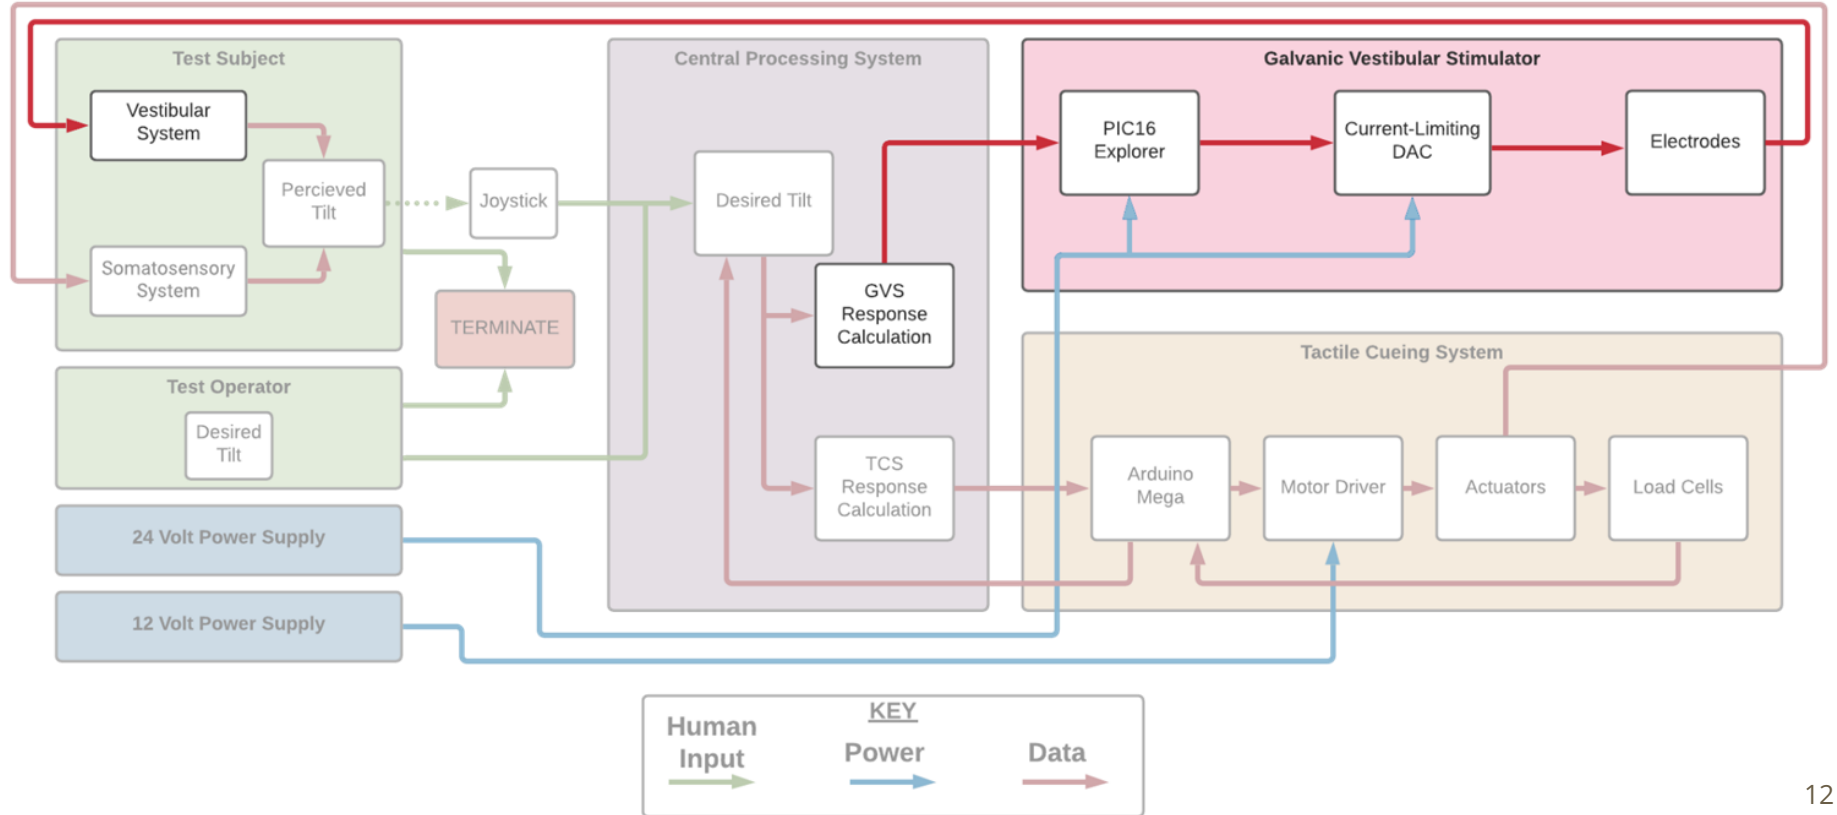 Test Subject
Vestibular
System
Percieved
Tilt
Somatosensory
System
Joystick
TERMINATE
Test Operator
Desired
Tilt
24 Volt Power Supply
12 Volt Power Supply
Central Processing System
Desired Tilt
GVS
Response
Calculation
TCS
Response
Calculation
Galvanic Vestibular Stimulator
PIC16
Explorer
Current-Limiting
DAC
Electrodes
Tactile Cueing System
Arduino
Mega
Motor Driver
Actuators
Load Cells
KEY
Human
Input
Power
Data
12